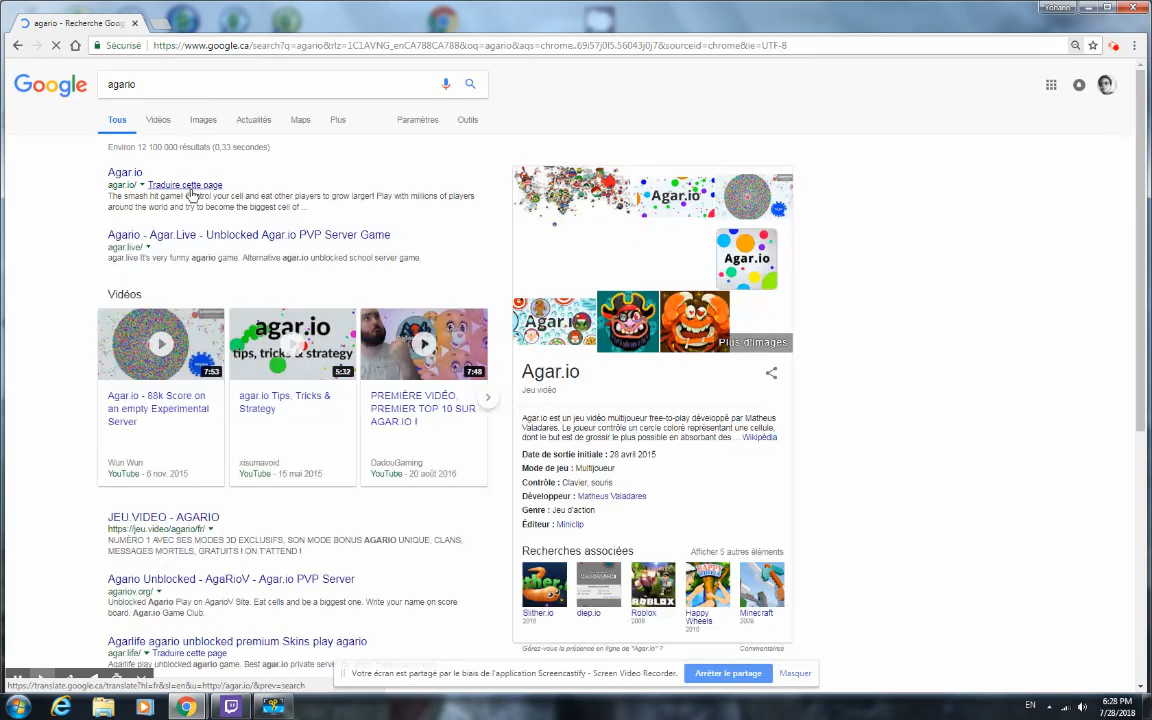 agario - Recherche Goog
Yohann
Sécurisé
https://www.google.ca/search?q=agario&rlz=1C1AVNG_enCA788CA788&oq=agario&aqs=chrome..69i57j0l5.56043j0j7&sourceid=chrome&ie=UTF-8
Google
agario
Tous
Vidéos
Images
Actualités
Maps
Plus
Paramètres
Outils
Environ 12 100 000 résultats (0,33 secondes)
Agar.io
agar.io/ Traduire cette page
The smash hit game! Control your cell and eat other players to grow larger! Play with millions of players
around the world and try to become the biggest cell of ...
Agario - Agar.Live - Unblocked Agar.io PVP Server Game
agar.live/
agar.live It's very funny agario game. Alternative agar.io unblocked school server game.
Vidéos
7:53
agar.io
tips, tricks & strategy
5:32
7:48
Agar.io - 88k Score on
an empty Experimental
Server
Wun Wun
YouTube - 6 nov. 2015
agar.io Tips, Tricks &
Strategy
xisumavoid
YouTube - 15 mai 2015
PREMIÈRE VIDÉO,
PREMIER TOP 10 SUR
AGAR.IO !
DadouGaming
YouTube - 20 août 2016
JEU.VIDEO - AGARIO
https://jeu.video/agario/fr/
NUMÉRO 1 AVEC SES MODES 3D EXCLUSIFS, SON MODE BONUS AGARIO UNIQUE, CLANS,
MESSAGES MORTELS, GRATUITS ! ON T'ATTEND !
Agario Unblocked - AgaRioV - Agar.io PVP Server
agariov.org/
Unblocked Agario Play on AgarioV Site. Eat cells and be a biggest one. Write your name on score
board. Agar.Io Game Club.
Agarlife agario unblocked premium Skins play agario
agar.life/ Traduire cette page
Agarlife play unblocked agario game. Best agar.io private serve
https://translate.google.ca/translate?hl=fr&sl=en&u=http://agar.io/&prev=search
Agar.io
Agar.io
Agar.io
Plus d'images
Agar.io
Jeu vidéo
Agar.io est un jeu vidéo multijoueur free-to-play développé par Matheus
Valadares. Le joueur contrôle un cercle coloré représentant une cellule,
dont le but est de grossir le plus possible en absorbant des ... Wikipédia
Date de sortie initiale : 28 avril 2015
Mode de jeu : Multijoueur
Contrôle : Clavier, souris
Développeur : Matheus Valadares
Genre : Jeu d'action
Éditeur : Miniclip
Recherches associées
Afficher 5 autres éléments
Slither.io
2016
diep.io
Roblox
2006
Happy
Wheels
2010
Minecraft
2009
Gérez-vous la présence en ligne de "Agar.io" ?
Commentaires
Votre écran est partagé par le biais de l'application Screencastify - Screen Video Recorder.
Arrêter le partage
Masquer
EN
6:28 PM
7/28/2018